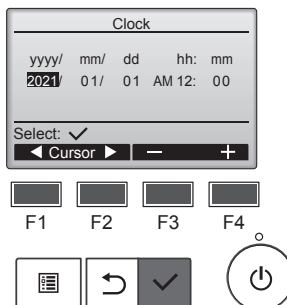 Clock
yyyy/ mm/ dd hh: mm
2021/ 01/ 01 AM 12: 00
Select: ✓
◀ Cursor ▶ − +
F1 F2 F3 F4